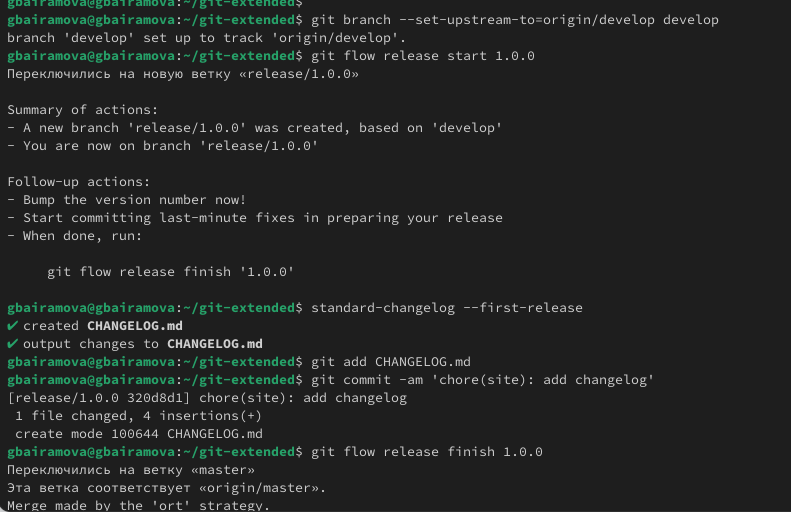 gbairamova@gbairamova:~/git-extended$
gbairamova@gbairamova:~/git-extended$ git branch --set-upstream-to=origin/develop develop
branch 'develop' set up to track 'origin/develop'.
gbairamova@gbairamova:~/git-extended$ git flow release start 1.0.0
Переключились на новую ветку «release/1.0.0»

Summary of actions:
- A new branch 'release/1.0.0' was created, based on 'develop'
- You are now on branch 'release/1.0.0'

Follow-up actions:
- Bump the version number now!
- Start committing last-minute fixes in preparing your release
- When done, run:

     git flow release finish '1.0.0'

gbairamova@gbairamova:~/git-extended$ standard-changelog --first-release
✔ created CHANGELOG.md
✔ output changes to CHANGELOG.md
gbairamova@gbairamova:~/git-extended$ git add CHANGELOG.md
gbairamova@gbairamova:~/git-extended$ git commit -am 'chore(site): add changelog'
[release/1.0.0 320d8d1] chore(site): add changelog
 1 file changed, 4 insertions(+)
 create mode 100644 CHANGELOG.md
gbairamova@gbairamova:~/git-extended$ git flow release finish 1.0.0
Переключились на ветку «master»
Эта ветка соответствует «origin/master».
Merge made by the 'ort' strategy.